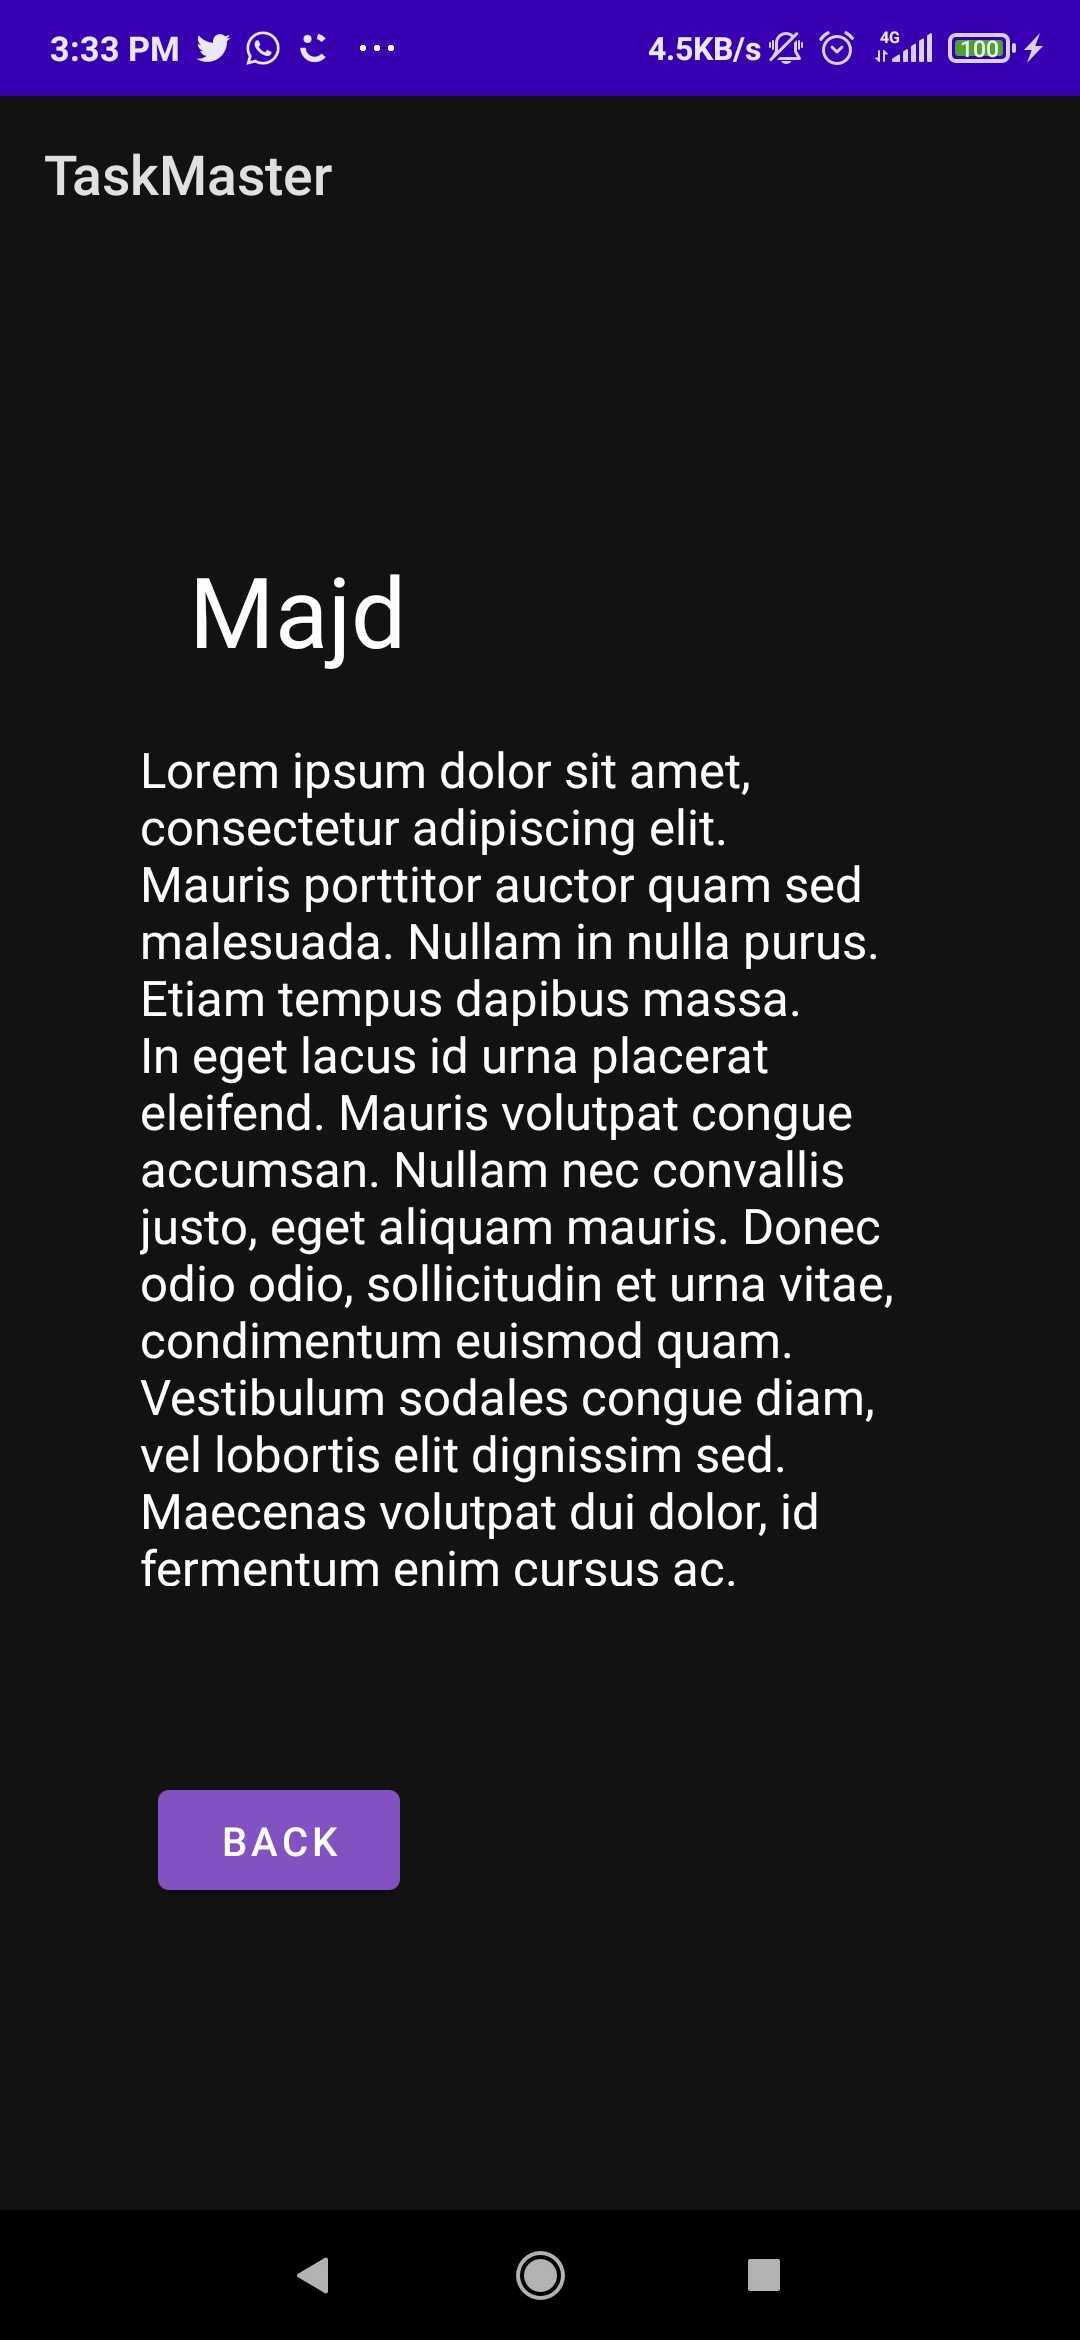 3:33 PM 4.5KB/s 4G 100
TaskMaster
Majd
Lorem ipsum dolor sit amet,
consectetur adipiscing elit.
Mauris porttitor auctor quam sed
malesuada. Nullam in nulla purus.
Etiam tempus dapibus massa.
In eget lacus id urna placerat
eleifend. Mauris volutpat congue
accumsan. Nullam nec convallis
justo, eget aliquam mauris. Donec
odio odio, sollicitudin et urna vitae,
condimentum euismod quam.
Vestibulum sodales congue diam,
vel lobortis elit dignissim sed.
Maecenas volutpat dui dolor, id
fermentum enim cursus ac.
BACK